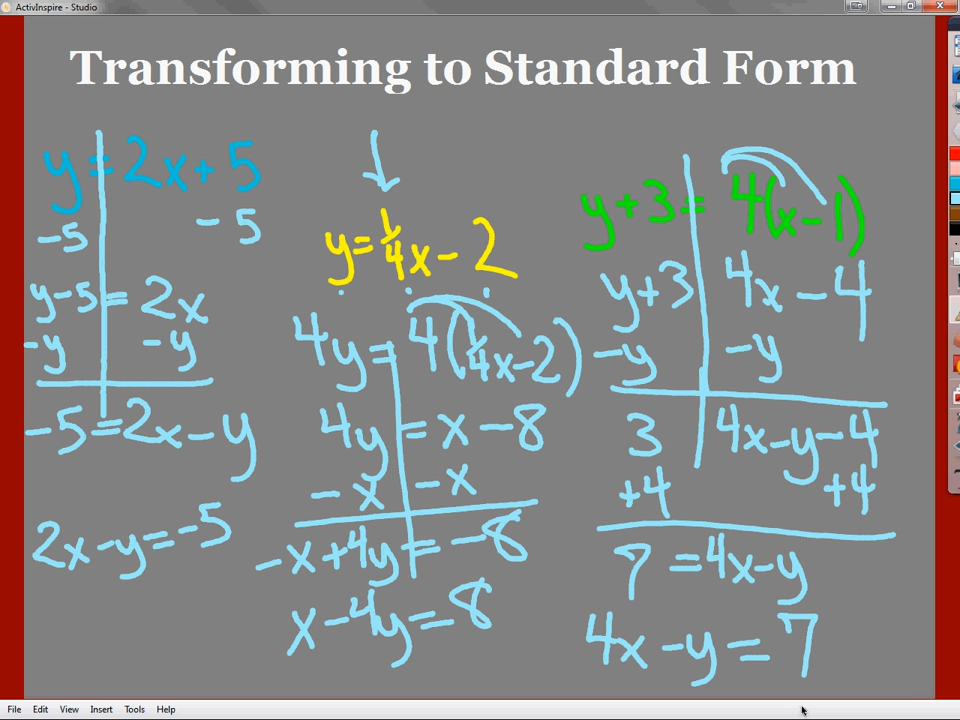 ActivInspire - Studio
Transforming to Standard Form
y = 2x + 5
-5 - 5
y - 5 = 2x
-y - y
-5 = 2x - y
2x - y = -5
y = 1/4x - 2
4y = 4(1/4x - 2)
4y = x - 8
- x - x
-x + 4y = -8
x - 4y = 8
y + 3 = 4(x - 1)
y + 3 4x - 4
-y - y
3 4x - y - 4
+4 +4
7 = 4x - y
4x - y = 7
File Edit View Insert Tools Help